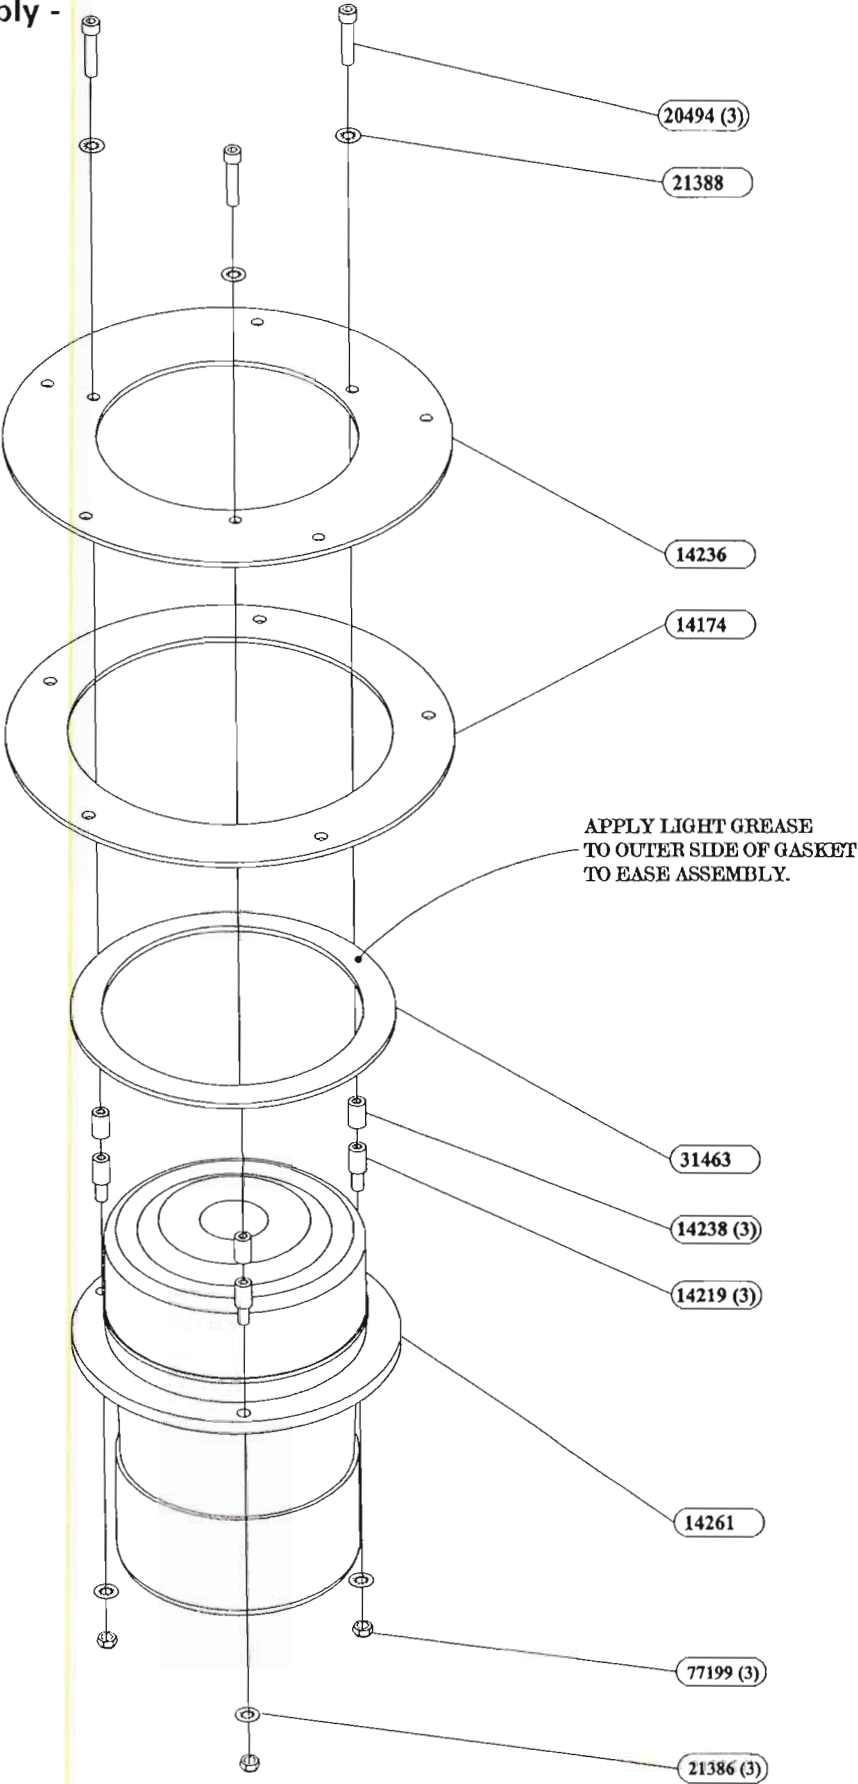 ply -
20494 (3)
21388
14236
14174
APPLY LIGHT GREASE
TO OUTER SIDE OF GASKET
TO EASE ASSEMBLY.
31463
14238 (3)
14219 (3)
14261
77199 (3)
21386 (3)